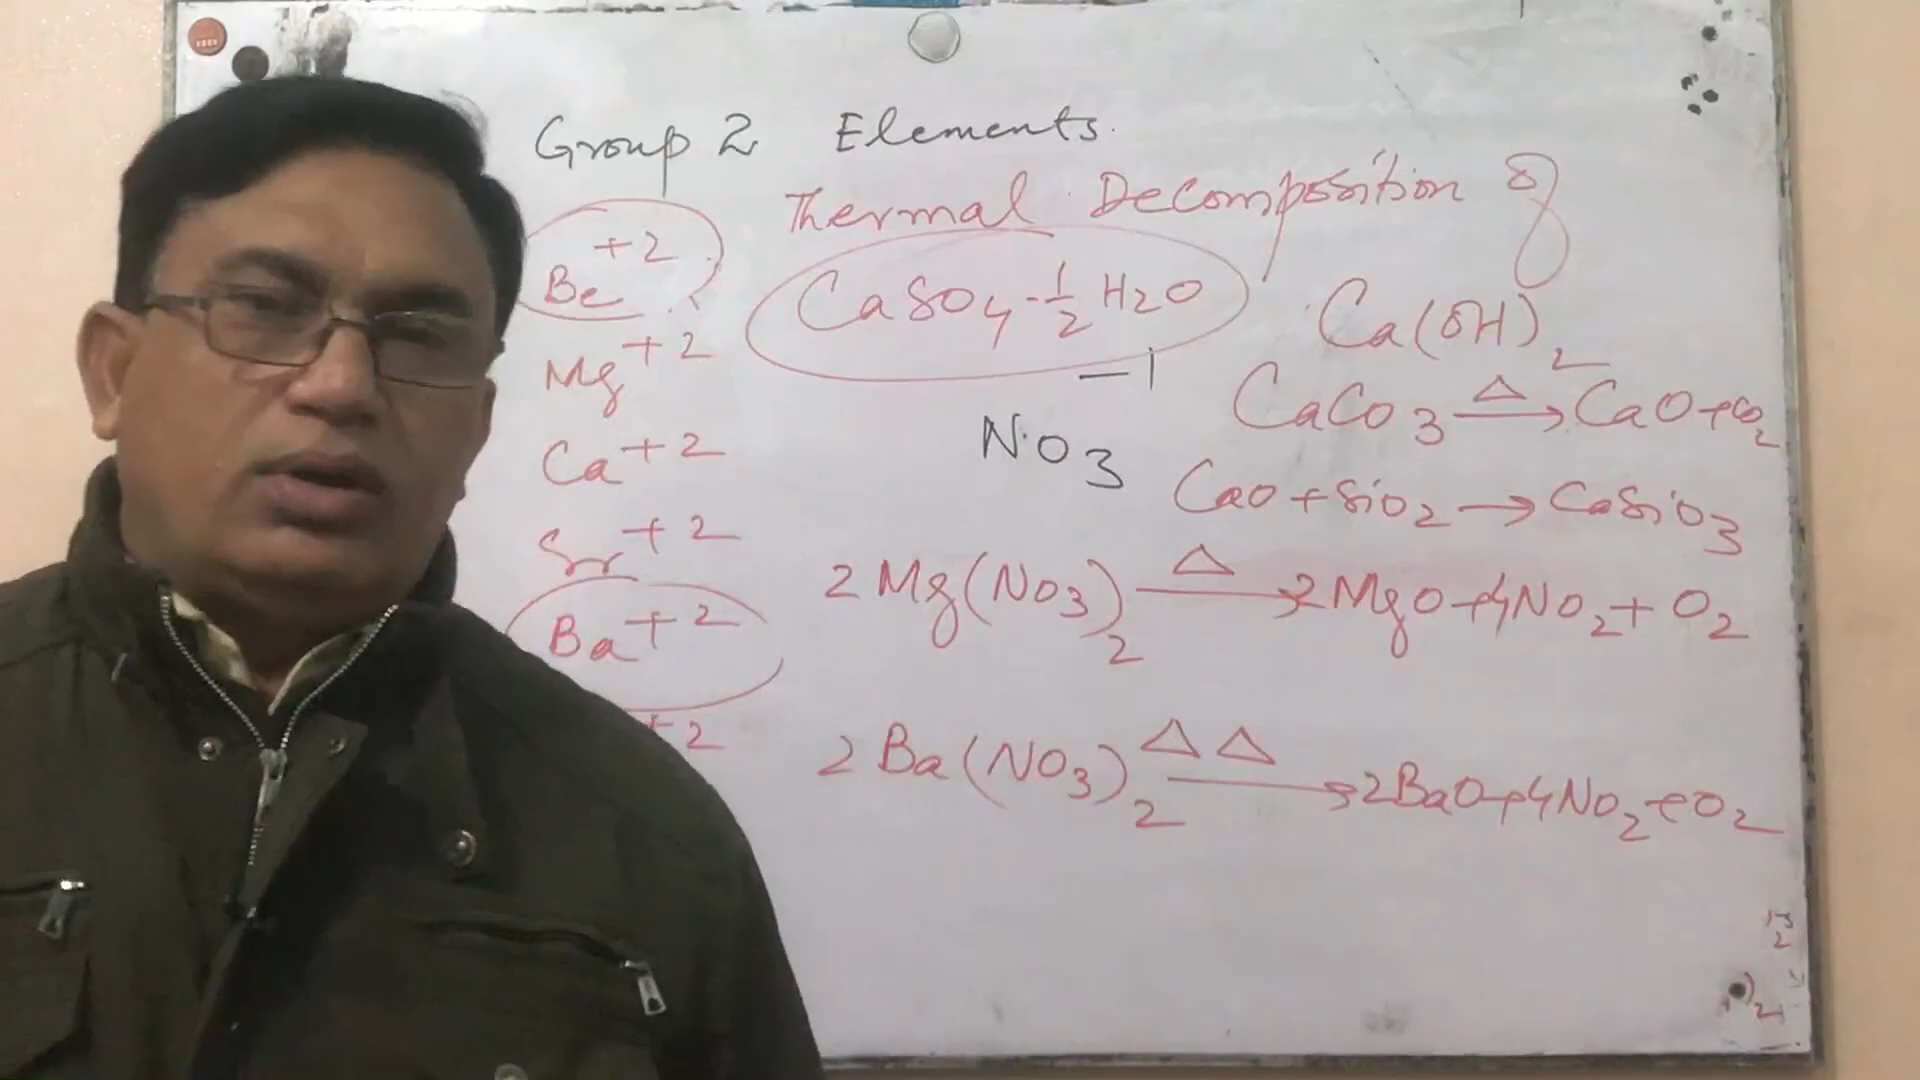 Group 2 Elements.
Thermal Decomposition of
Be +2
CaSO4.½H2O
Ca(OH)2
Mg +2
CaCO3 △→ CaO + CO2
Ca +2
NO3 −1
CaO + SiO2 → CaSiO3
Sr +2
2Mg(NO3)2 △→ 2MgO + 4NO2 + O2
Ba +2
+2
2Ba(NO3)2 △△→ 2BaO + 4NO2 + O2